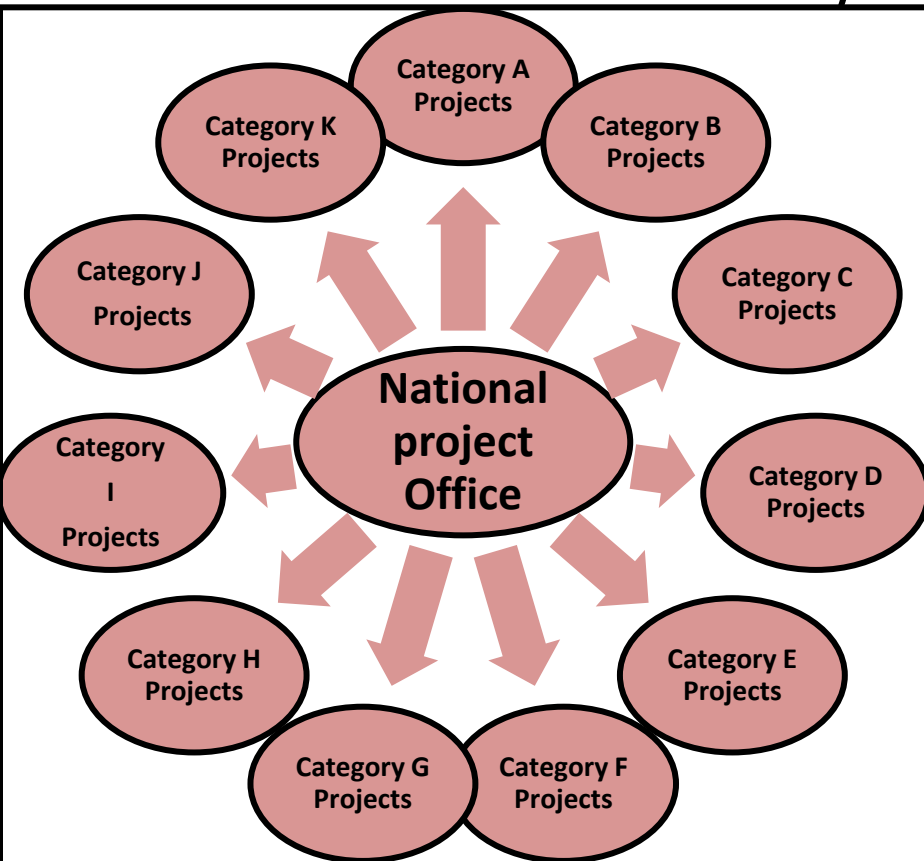 Category A
Projects
Category B
Projects
Category C
Projects
Category D
Projects
Category E
Projects
Category F
Projects
Category G
Projects
Category H
Projects
Category
I
Projects
Category J
Projects
Category K
Projects
National
project
Office